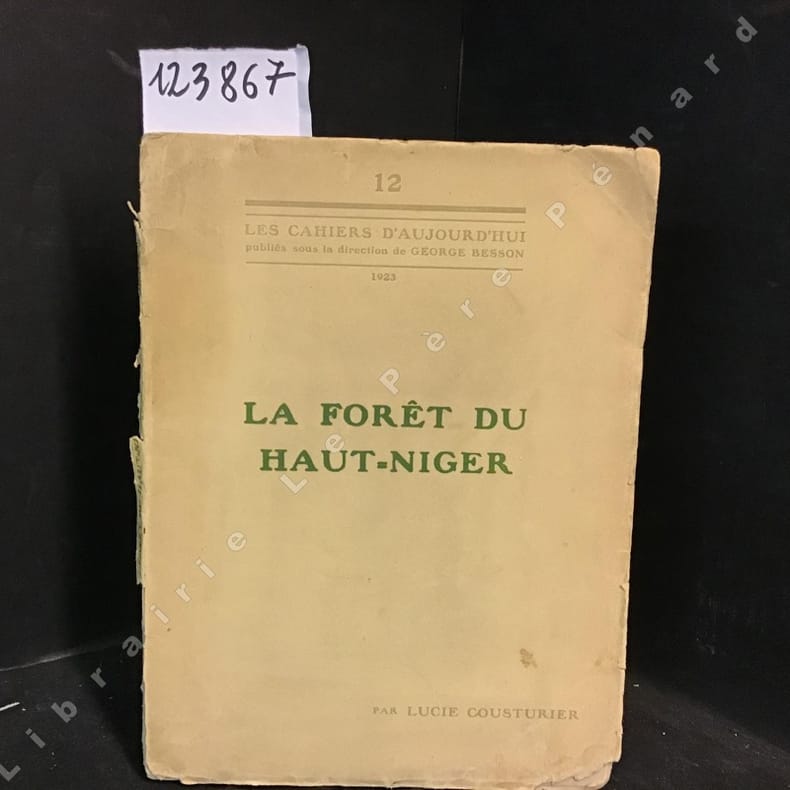 123867
12
LES CAHIERS D'AUJOURD'HUI
publiés sous la direction de GEORGE BESSON
1923
LA FORÊT DU
HAUT-NIGER
PAR LUCIE COUSTURIER
Librairie Le Père Pénard